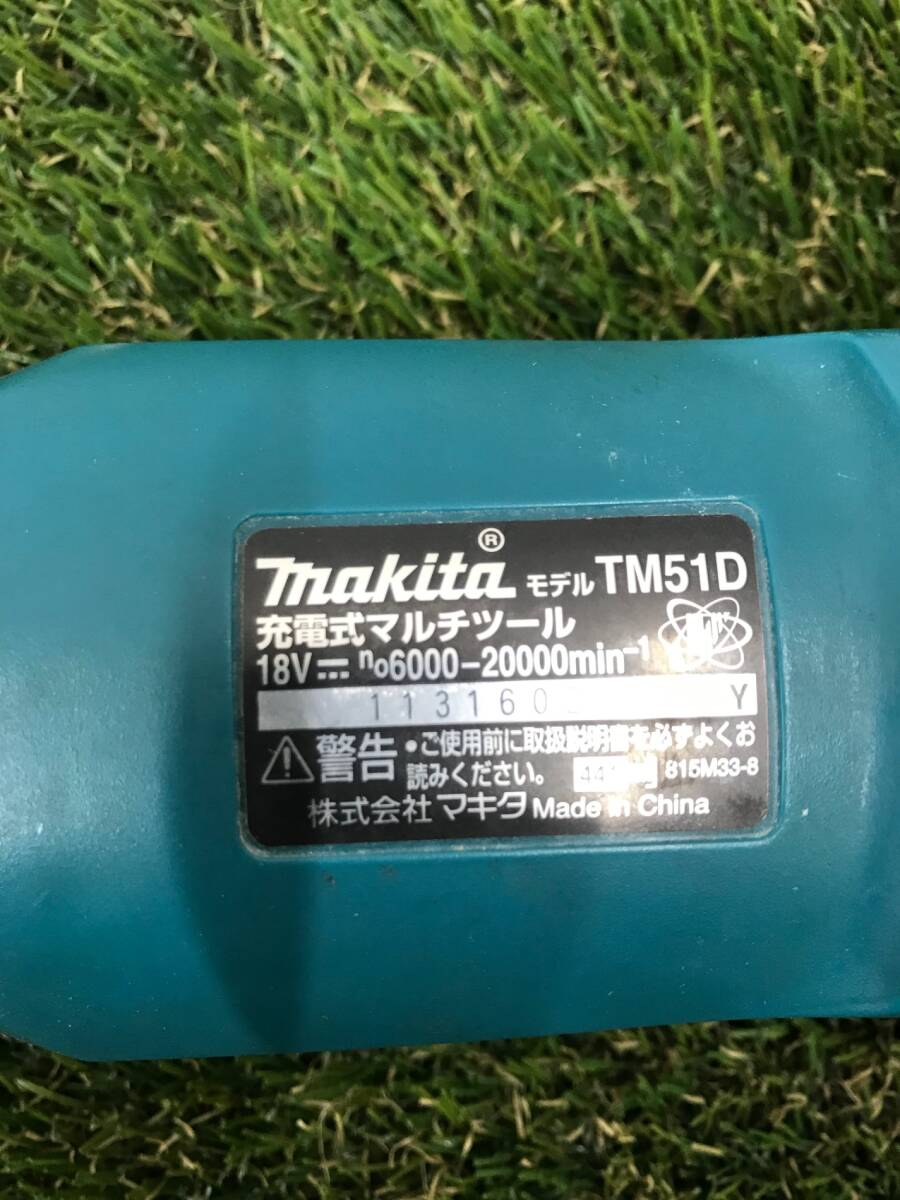 makita® モデル TM51D
充電式マルチツール
18V⎓ n₀6000-20000min⁻¹
113160 Y
⚠警告 •ご使用前に取扱説明書を必ずよくお
読みください。 815M33-8
株式会社 マキタ Made in China